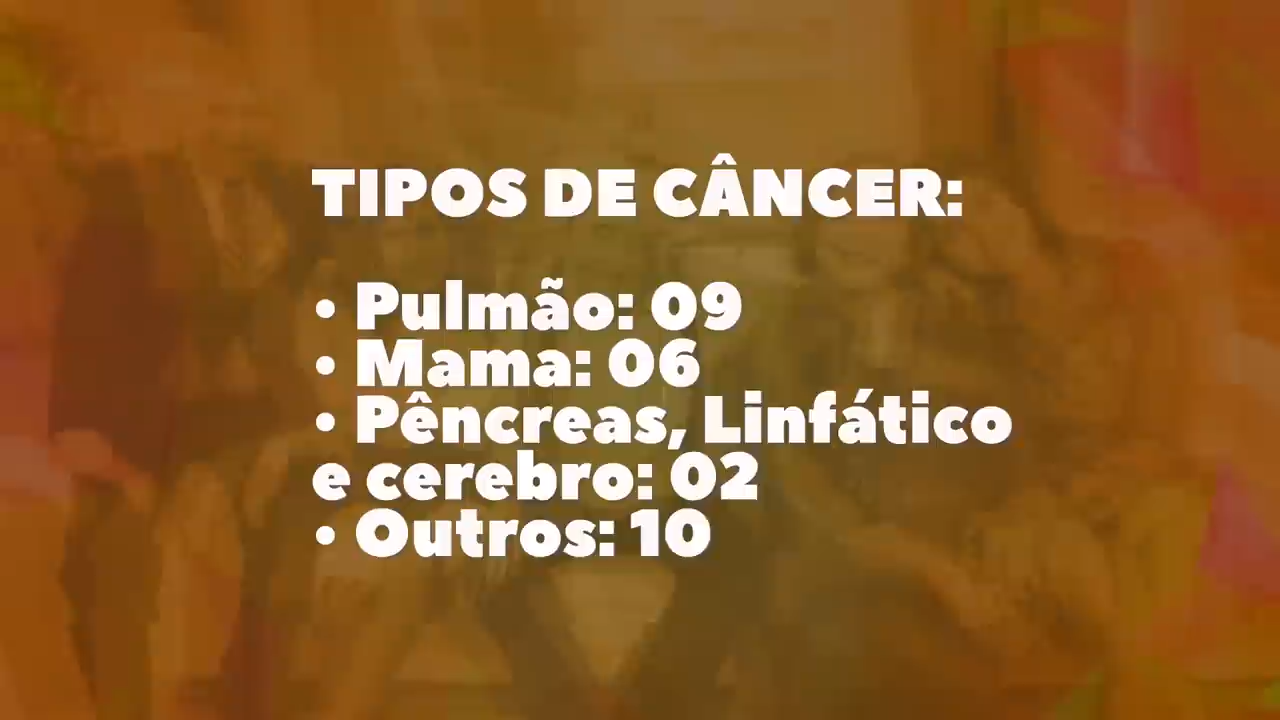 TIPOS DE CÂNCER:
• Pulmão: 09
• Mama: 06
• Pêncreas, Linfático
e cerebro: 02
• Outros: 10